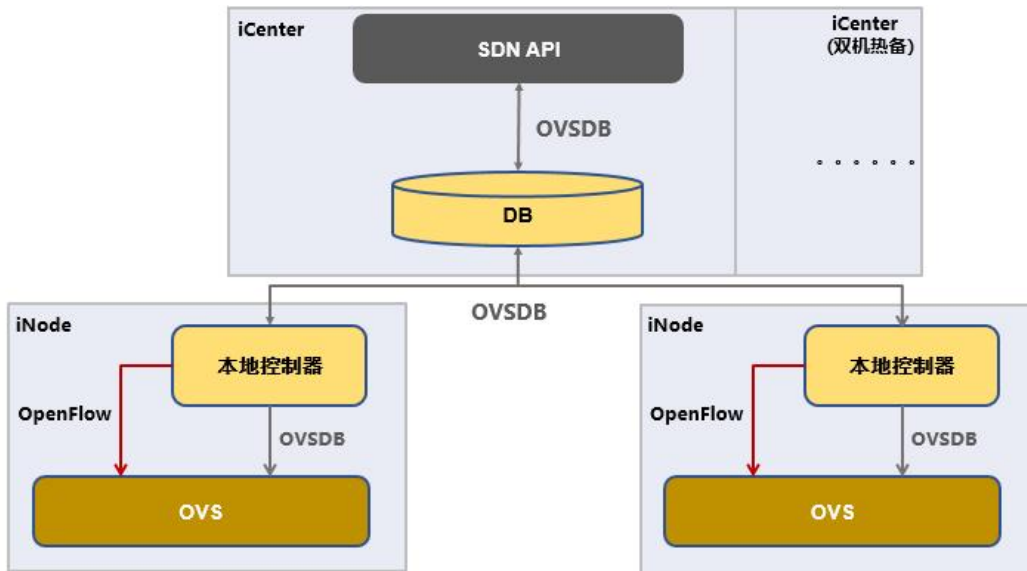 iCenter
SDN API
iCenter
(双机热备)
OVSDB
。。。。。。
DB
OVSDB
iNode
本地控制器
OpenFlow
OVSDB
OVS
iNode
本地控制器
OpenFlow
OVSDB
OVS